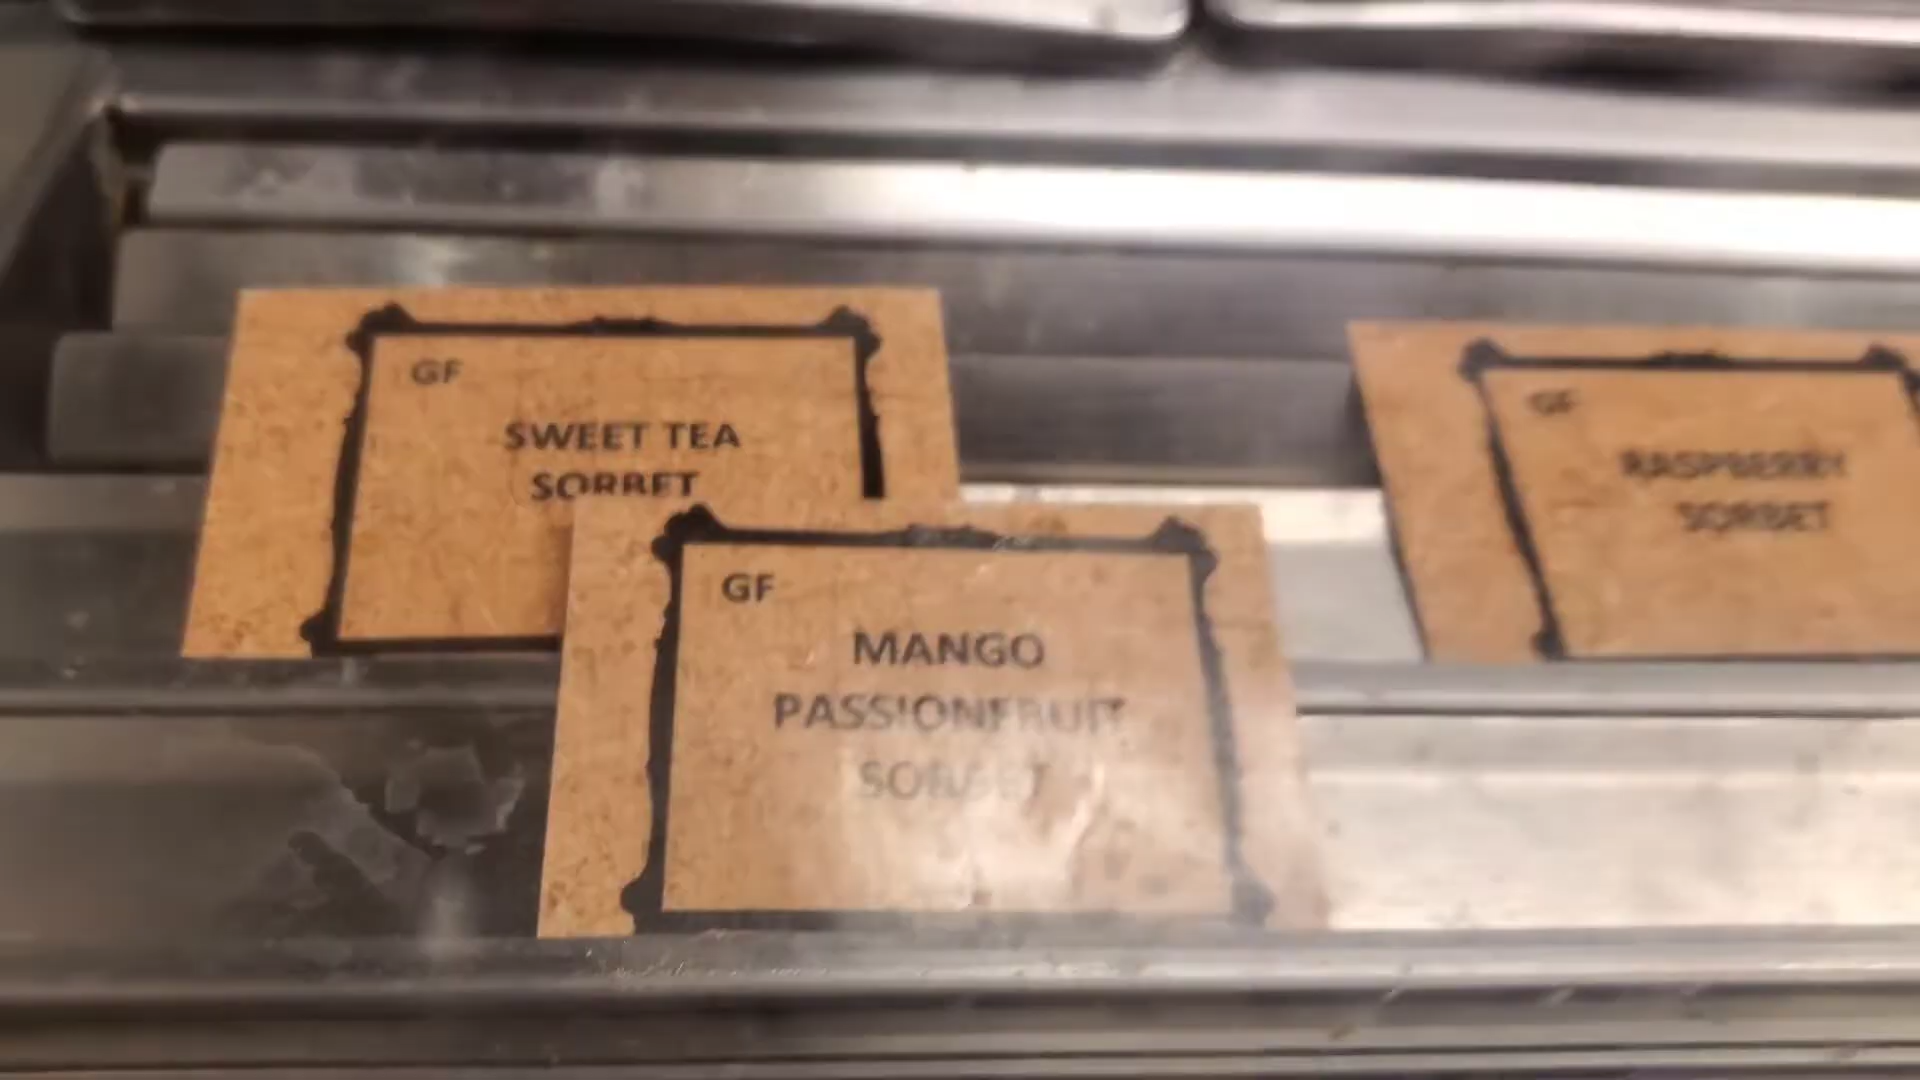 GF
SWEET TEA
SORBET
GF
MANGO
PASSIONFRUIT
SORBET
GF
RASPBERRY
SORBET